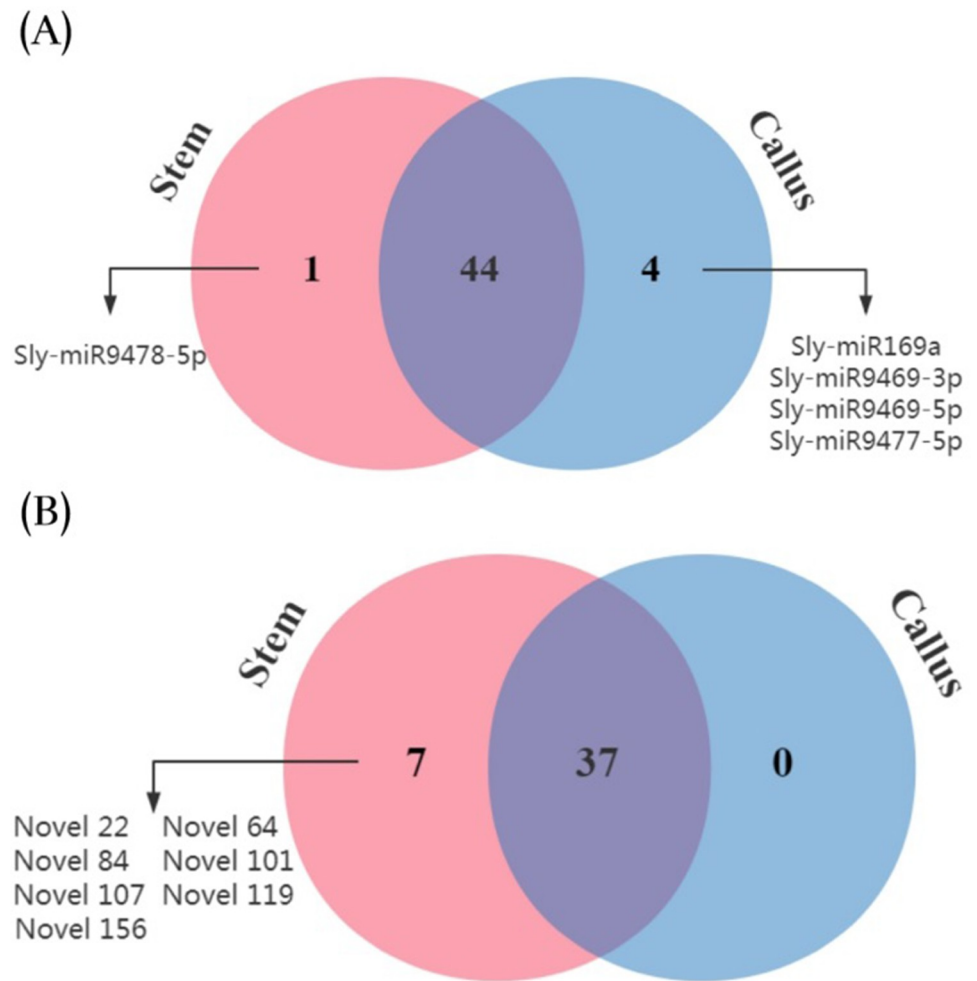 (A)
Stem
Callus
1
44
4
Sly-miR9478-5p
Sly-miR169a
Sly-miR9469-3p
Sly-miR9469-5p
Sly-miR9477-5p
(B)
Stem
Callus
7
37
0
Novel 22 Novel 64
Novel 84 Novel 101
Novel 107 Novel 119
Novel 156